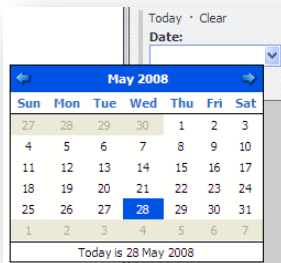 Today · Clear
Date:
May 2008
Sun Mon Tue Wed Thu Fri Sat
27 28 29 30 1 2 3
4 5 6 7 8 9 10
11 12 13 14 15 16 17
18 19 20 21 22 23 24
25 26 27 28 29 30 31
1 2 3 4 5 6 7
Today is 28 May 2008